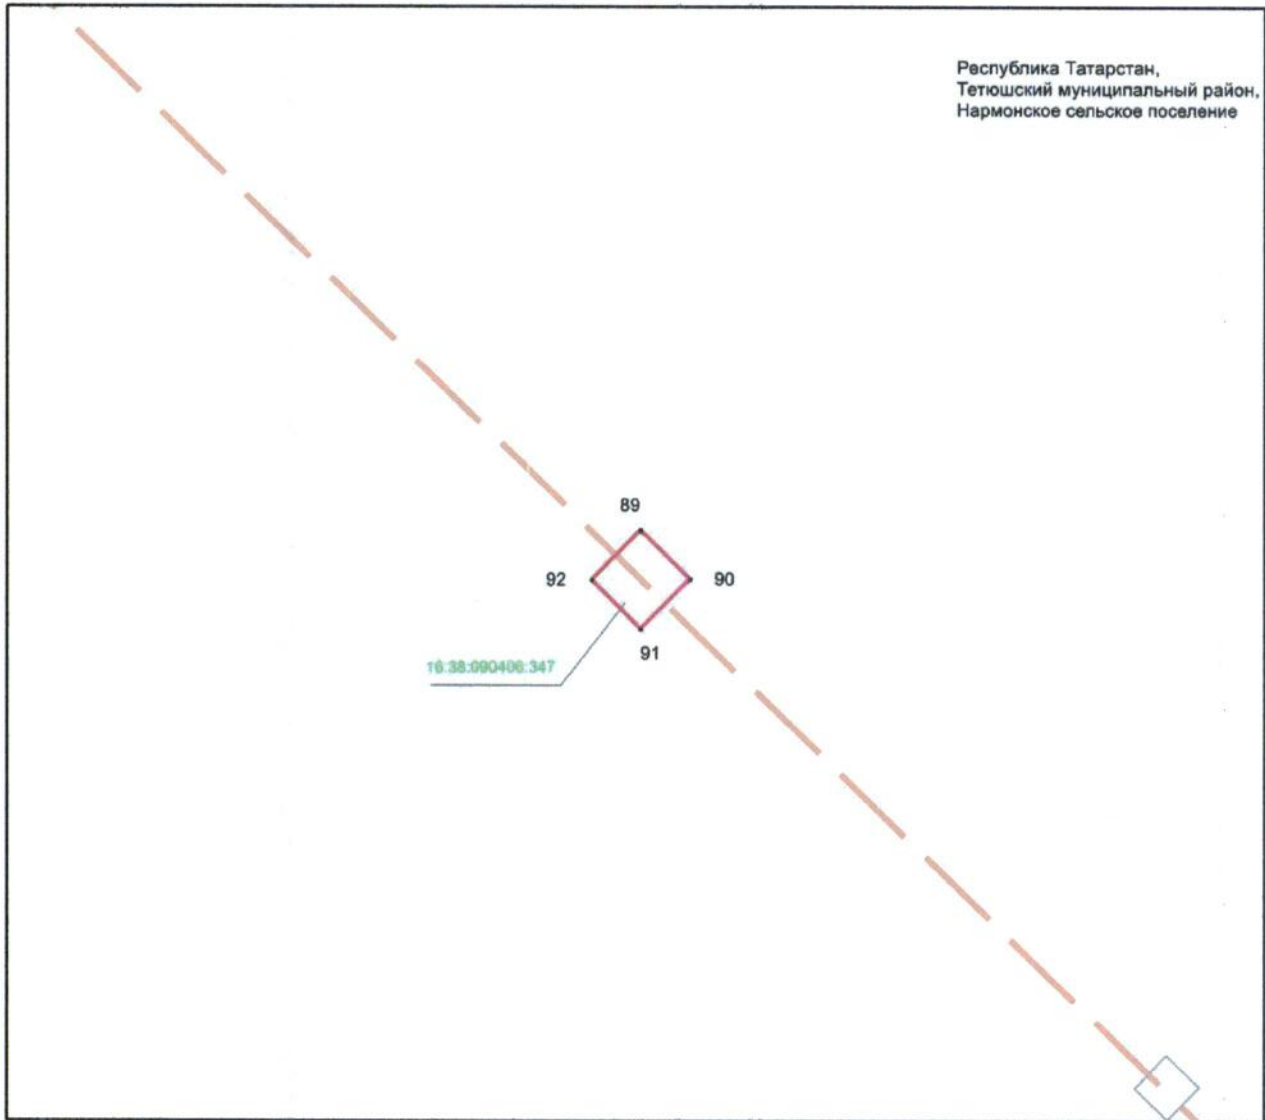 Республика Татарстан,
Тетюшский муниципальный район,
Нармонское сельское поселение
89
92
90
91
16:38:090406:347